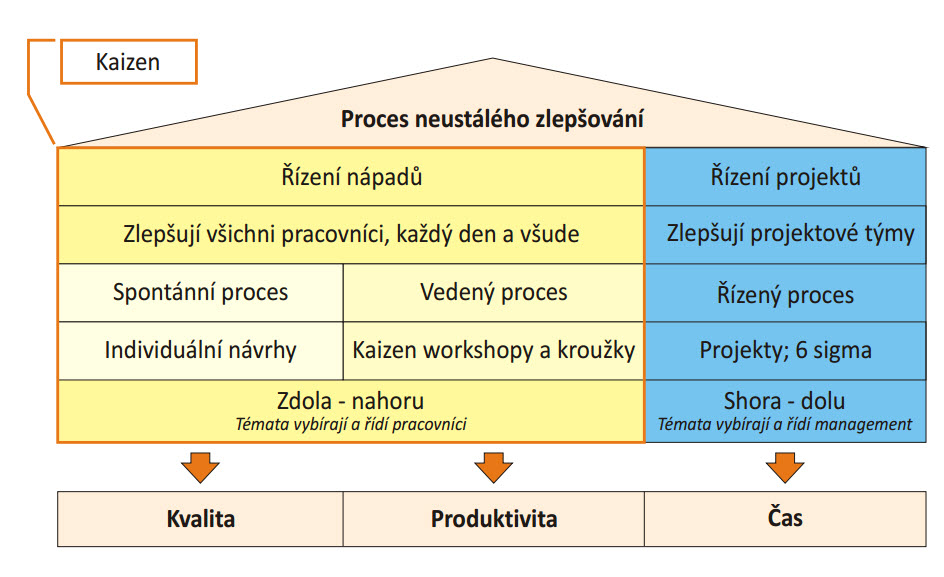 Kaizen
Proces neustálého zlepšování
Řízení nápadů
Řízení projektů
Zlepšují všichni pracovníci, každý den a všude
Zlepšují projektové týmy
Spontánní proces
Vedený proces
Řízený proces
Individuální návrhy
Kaizen workshopy a kroužky
Projekty; 6 sigma
Zdola - nahoru
Témata vybírají a řídí pracovníci
Shora - dolu
Témata vybírají a řídí management
Kvalita
Produktivita
Čas